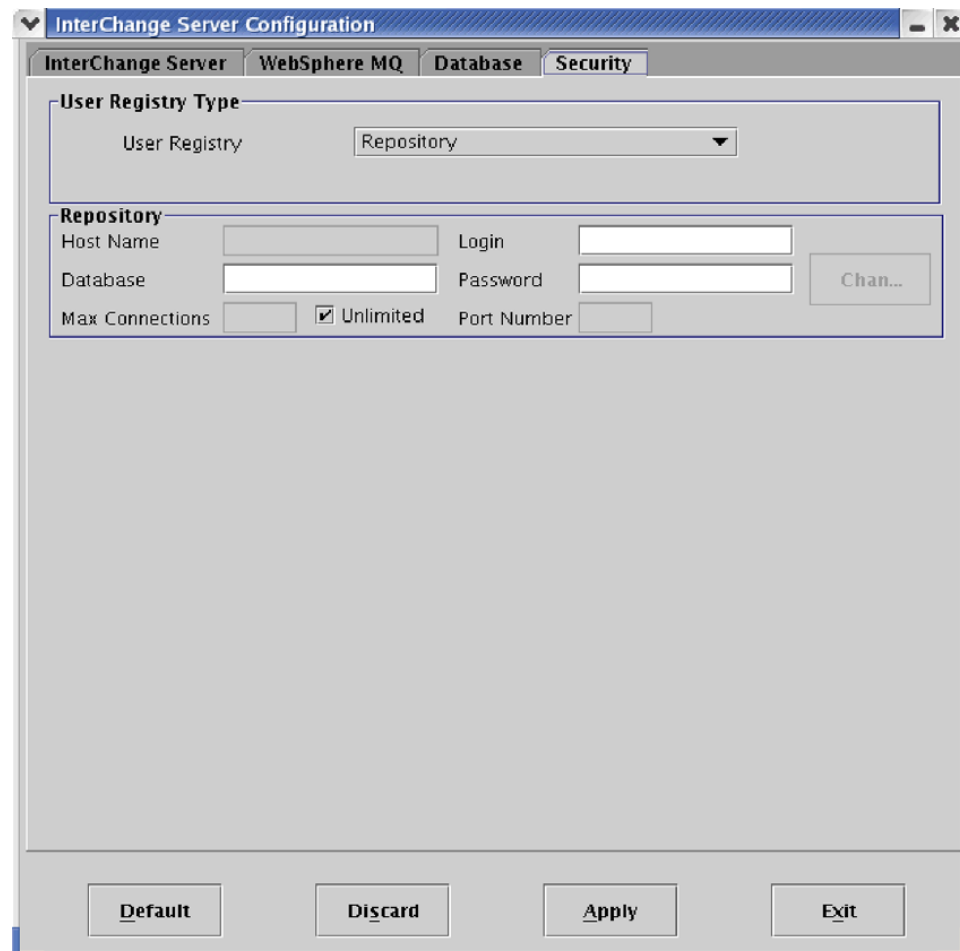 InterChange Server Configuration
InterChange Server WebSphere MQ Database Security
User Registry Type
User Registry Repository
Repository
Host Name Login
Database Password Chan...
Max Connections Unlimited Port Number
Default Discard Apply Exit